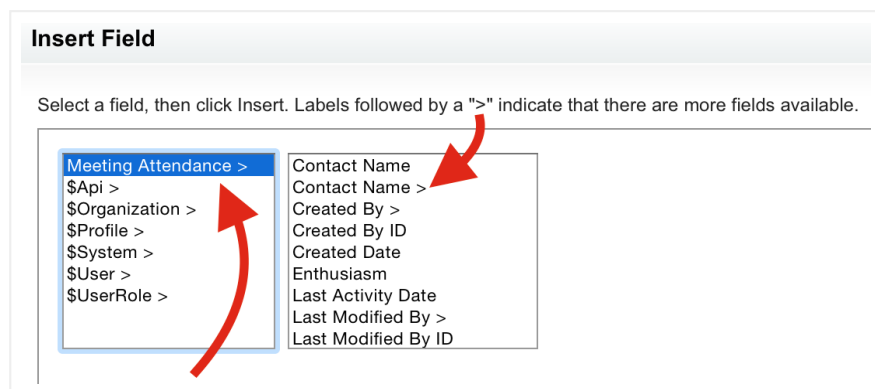 Insert Field
Select a field, then click Insert. Labels followed by a ">" indicate that there are more fields available.
Meeting Attendance >
$Api >
$Organization >
$Profile >
$System >
$User >
$UserRole >
Contact Name
Contact Name >
Created By >
Created By ID
Created Date
Enthusiasm
Last Activity Date
Last Modified By >
Last Modified By ID